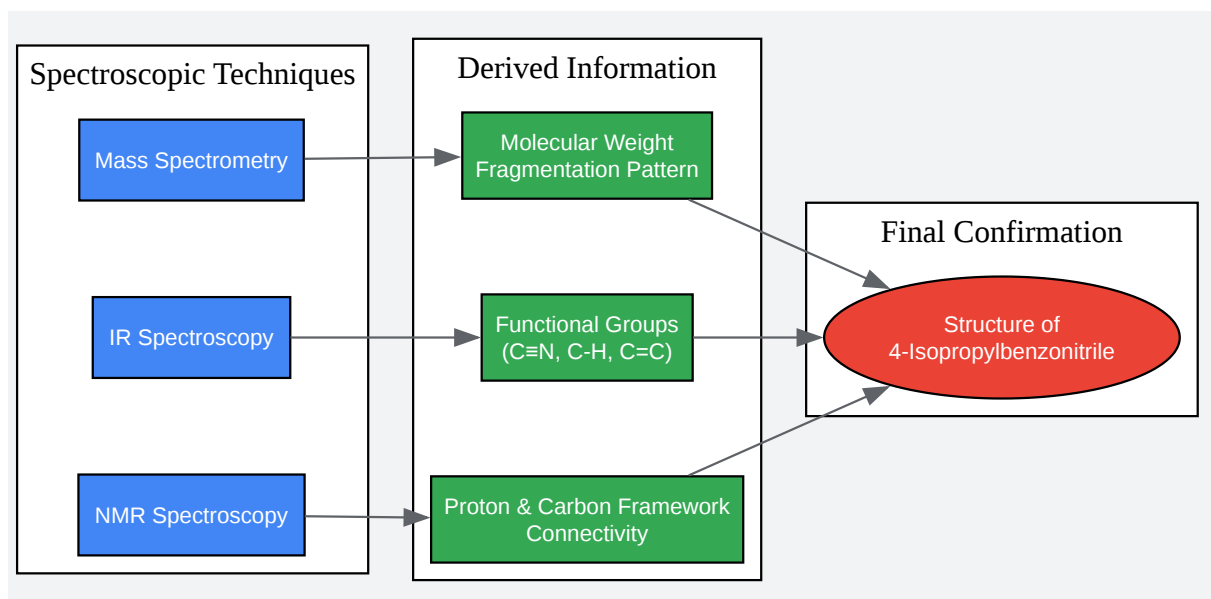 Spectroscopic Techniques
Mass Spectrometry
IR Spectroscopy
NMR Spectroscopy
Derived Information
Molecular Weight
Fragmentation Pattern
Functional Groups
(C≡N, C-H, C=C)
Proton & Carbon Framework
Connectivity
Final Confirmation
Structure of
4-Isopropylbenzonitrile